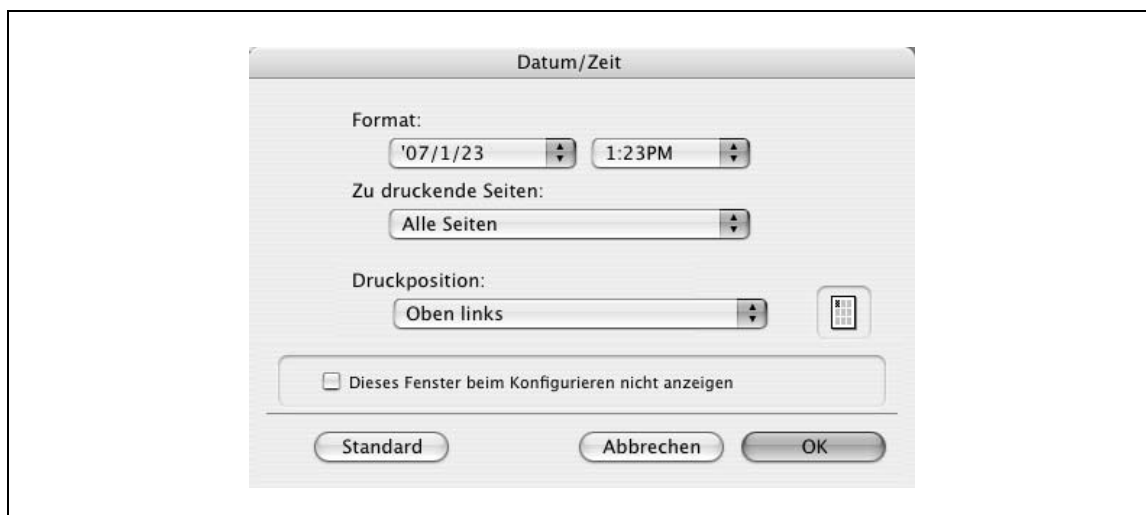 Datum/Zeit
Format:
'07/1/23 1:23PM
Zu druckende Seiten:
Alle Seiten
Druckposition:
Oben links
Dieses Fenster beim Konfigurieren nicht anzeigen
Standard Abbrechen OK